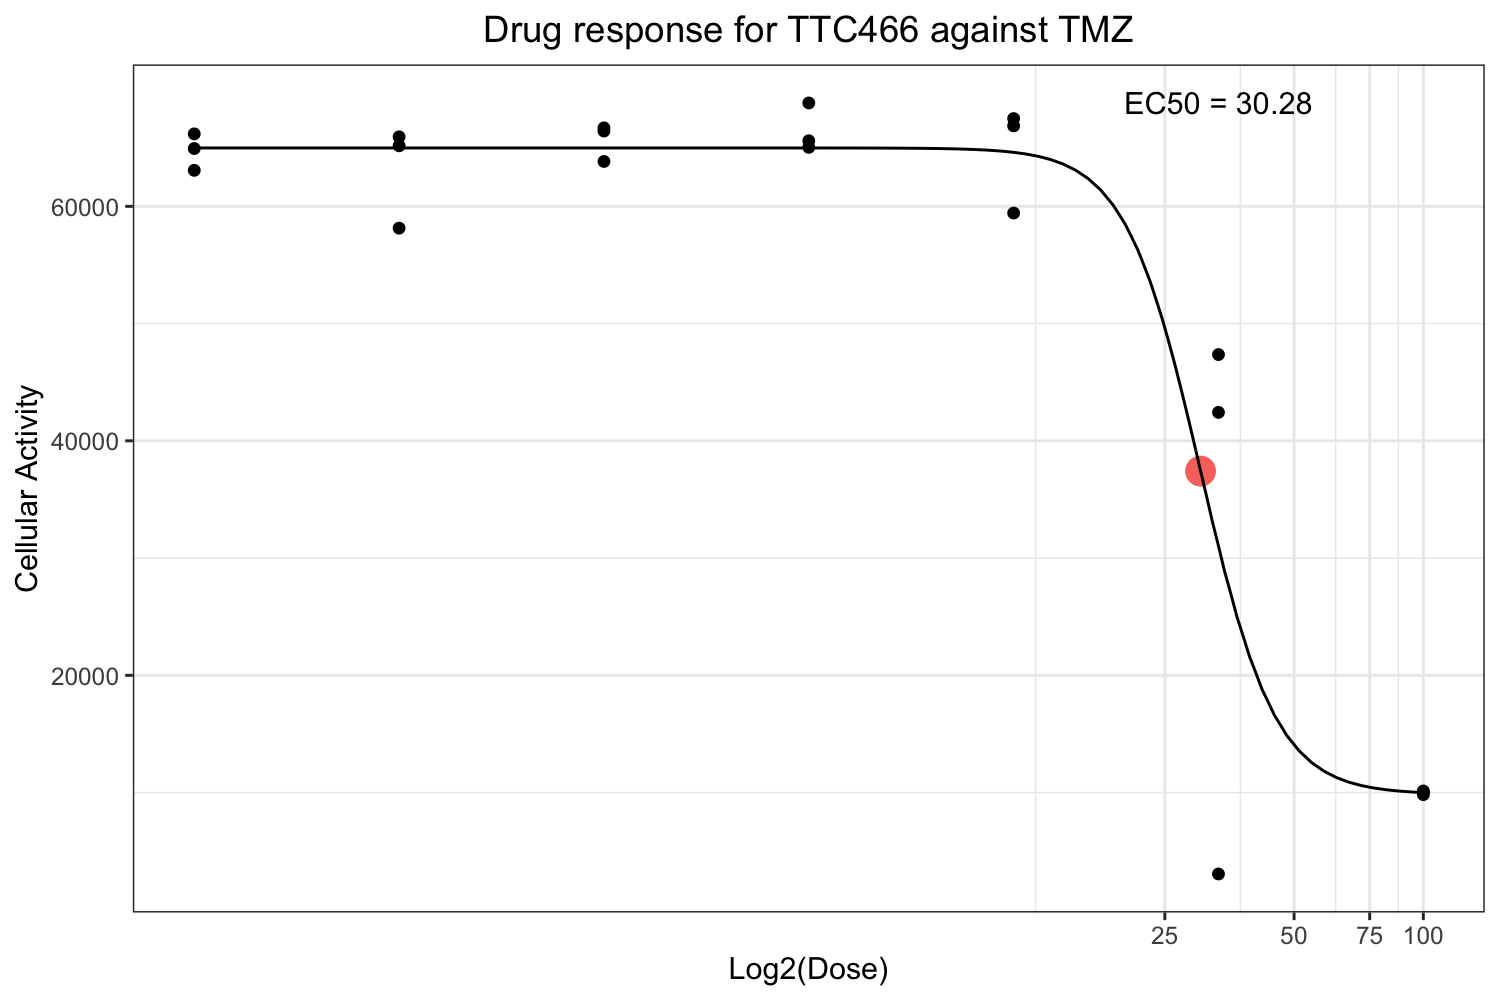 Drug response for TTC466 against TMZ
EC50 = 30.28
60000
40000
20000
Cellular Activity
25 50 75 100
Log2(Dose)